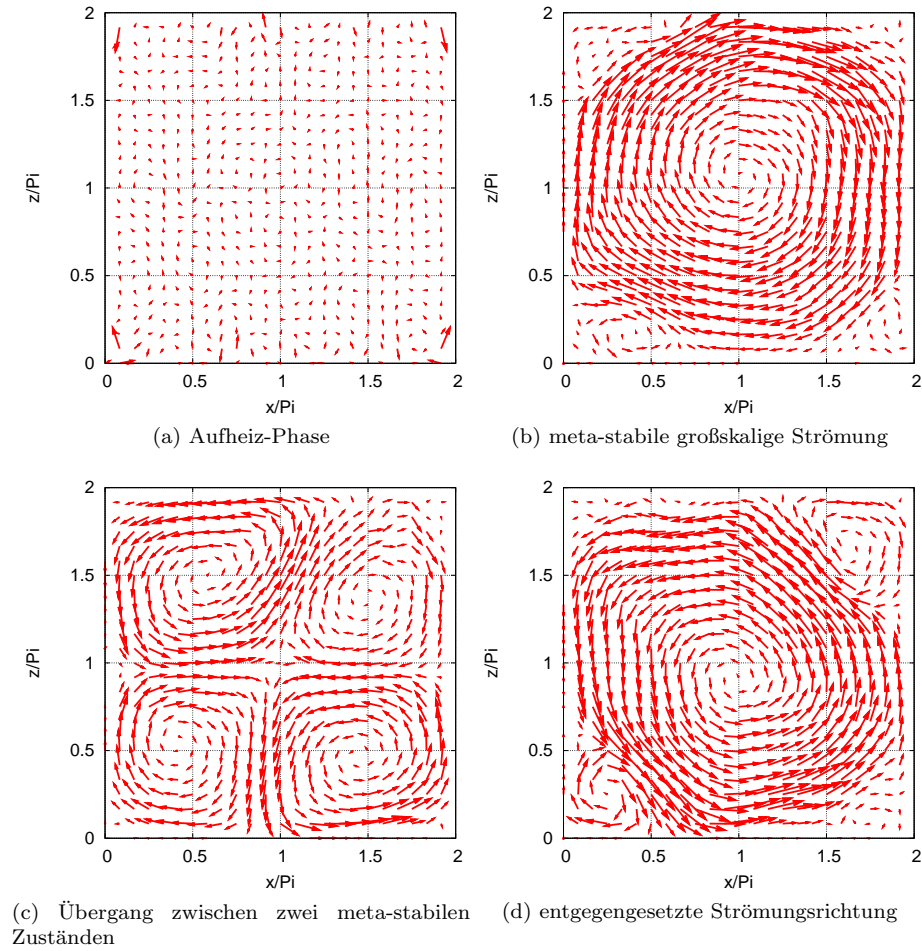 2
1.5
1
0.5
0
z/Pi
0 0.5 1 1.5 2
x/Pi
(a) Aufheiz-Phase
2
1.5
1
0.5
0
z/Pi
0 0.5 1 1.5 2
x/Pi
(b) meta-stabile großskalige Strömung
2
1.5
1
0.5
0
z/Pi
0 0.5 1 1.5 2
x/Pi
(c) Übergang zwischen zwei meta-stabilen
Zuständen
2
1.5
1
0.5
0
z/Pi
0 0.5 1 1.5 2
x/Pi
(d) entgegengesetzte Strömungsrichtung